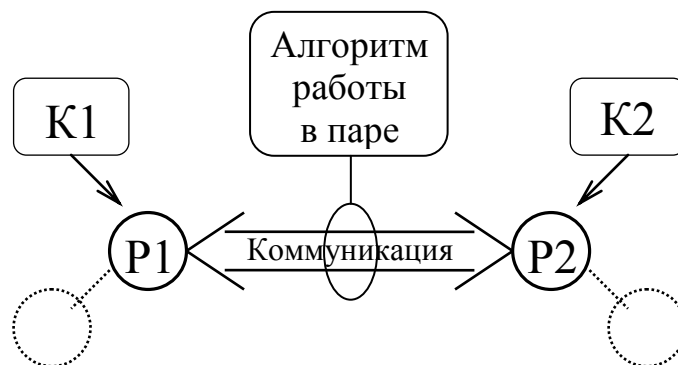 Алгоритм
работы
в паре
К1
К2
Р1
Коммуникация
Р2